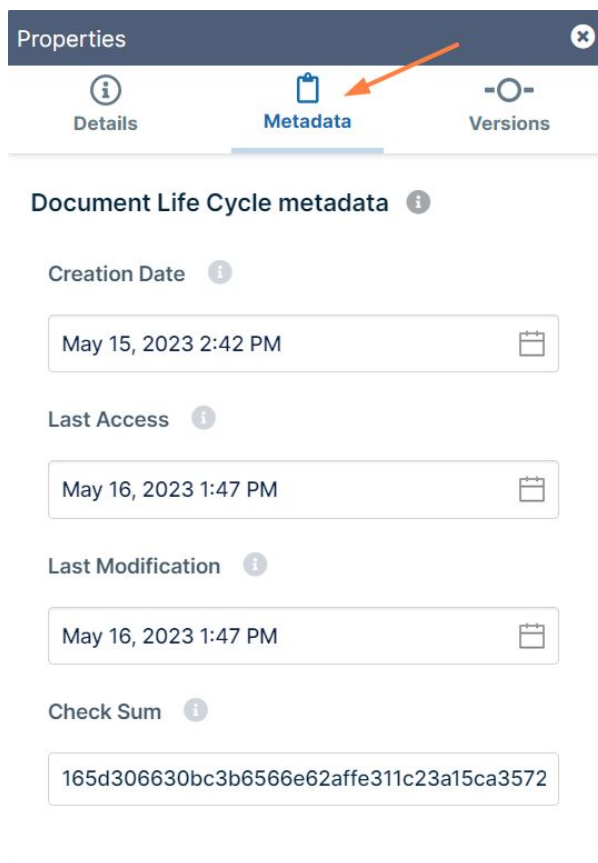 Properties
Details
Metadata
Versions
Document Life Cycle metadata
Creation Date
May 15, 2023 2:42 PM
Last Access
May 16, 2023 1:47 PM
Last Modification
May 16, 2023 1:47 PM
Check Sum
165d306630bc3b6566e62affe311c23a15ca3572